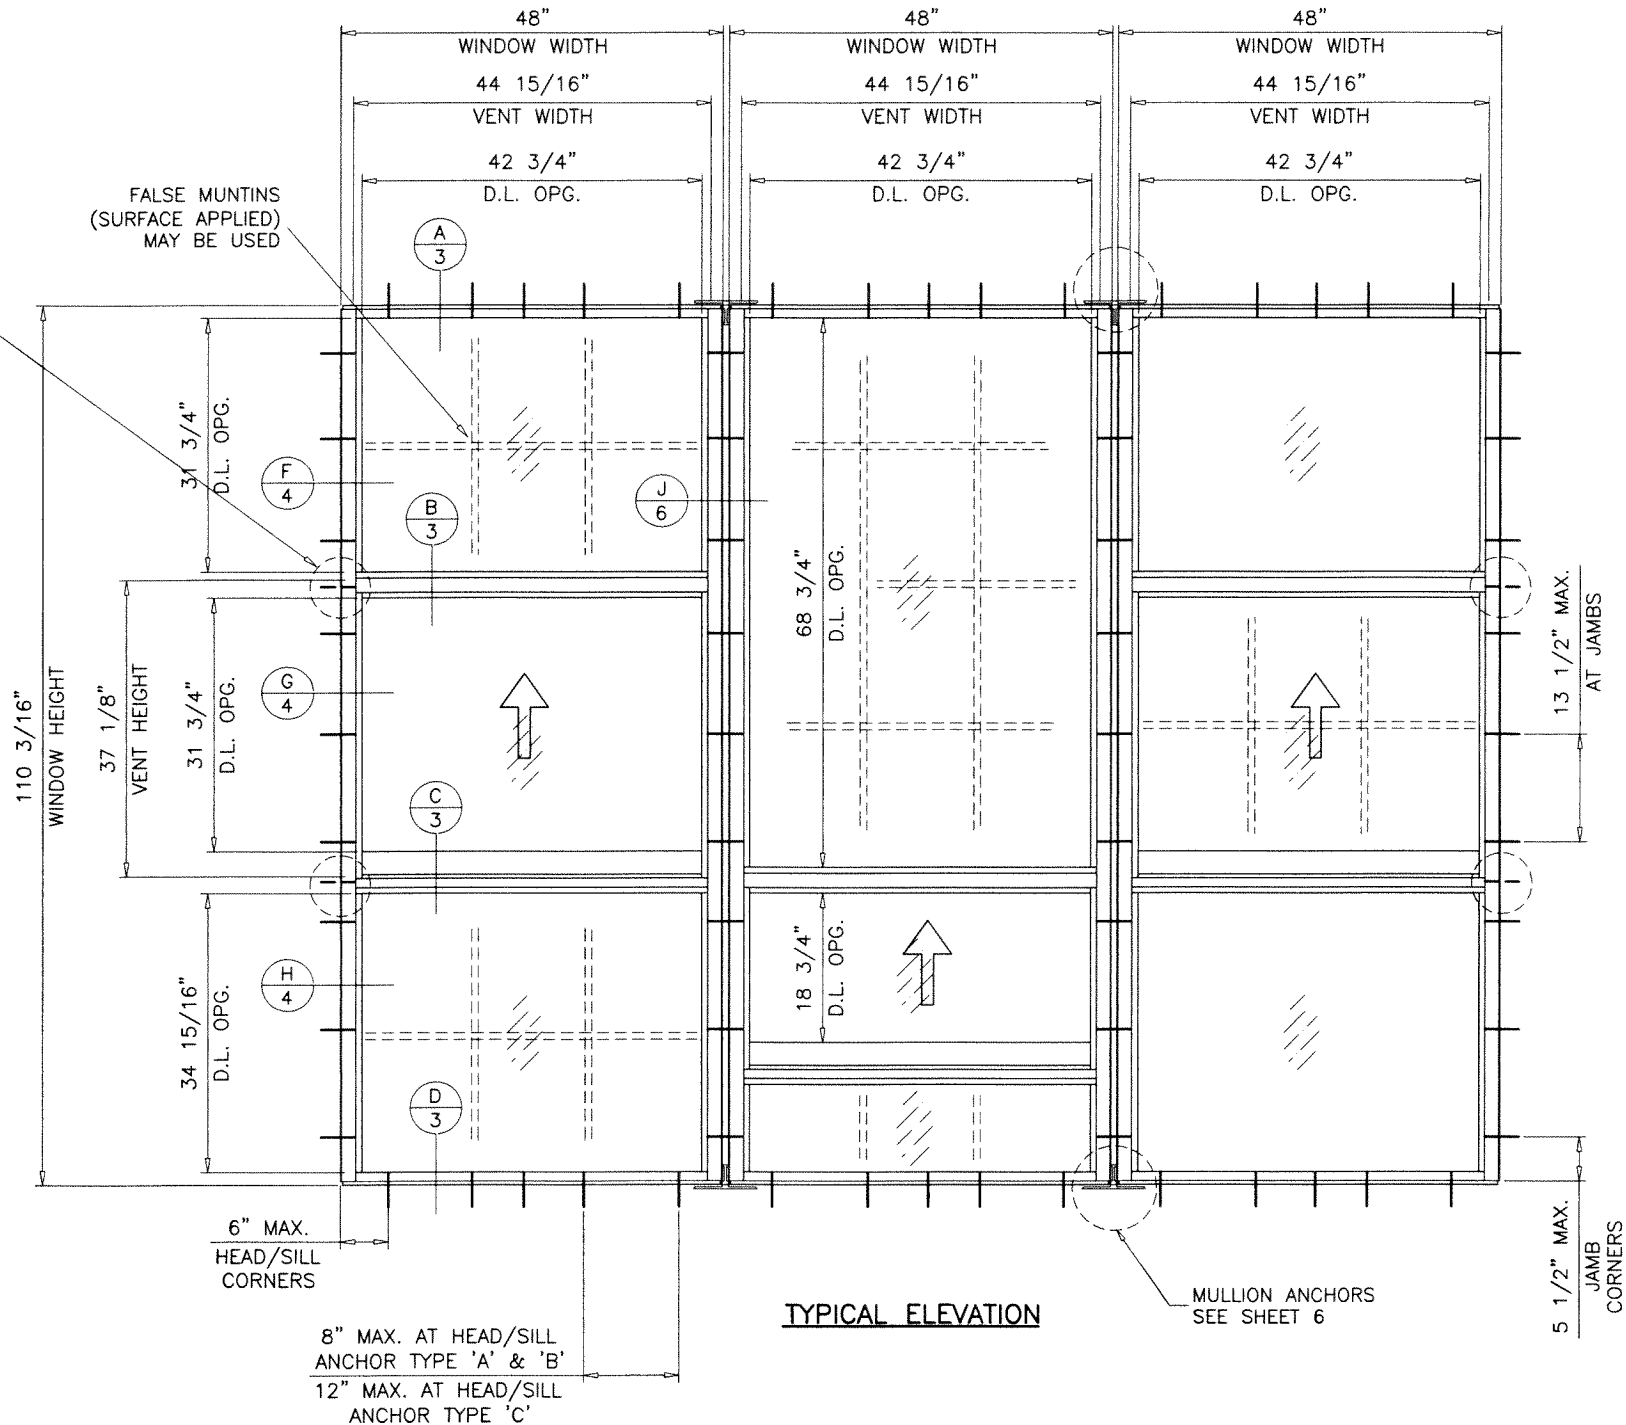 48"
WINDOW WIDTH
48"
WINDOW WIDTH
48"
WINDOW WIDTH
44 15/16"
VENT WIDTH
44 15/16"
VENT WIDTH
44 15/16"
VENT WIDTH
42 3/4"
D.L. OPG.
42 3/4"
D.L. OPG.
42 3/4"
D.L. OPG.
FALSE MUNTINS
(SURFACE APPLIED)
MAY BE USED
A
3
31 3/4"
D.L. OPG.
F
4
B
3
J
6
68 3/4"
D.L. OPG.
110 3/16"
WINDOW HEIGHT
37 1/8"
VENT HEIGHT
31 3/4"
D.L. OPG.
G
4
13 1/2" MAX.
AT JAMBS
C
3
34 15/16"
D.L. OPG.
H
4
18 3/4"
D.L. OPG.
D
3
6" MAX.
HEAD/SILL
CORNERS
8" MAX. AT HEAD/SILL
ANCHOR TYPE 'A' & 'B'
12" MAX. AT HEAD/SILL
ANCHOR TYPE 'C'
TYPICAL ELEVATION
MULLION ANCHORS
SEE SHEET 6
5 1/2" MAX.
JAMB
CORNERS